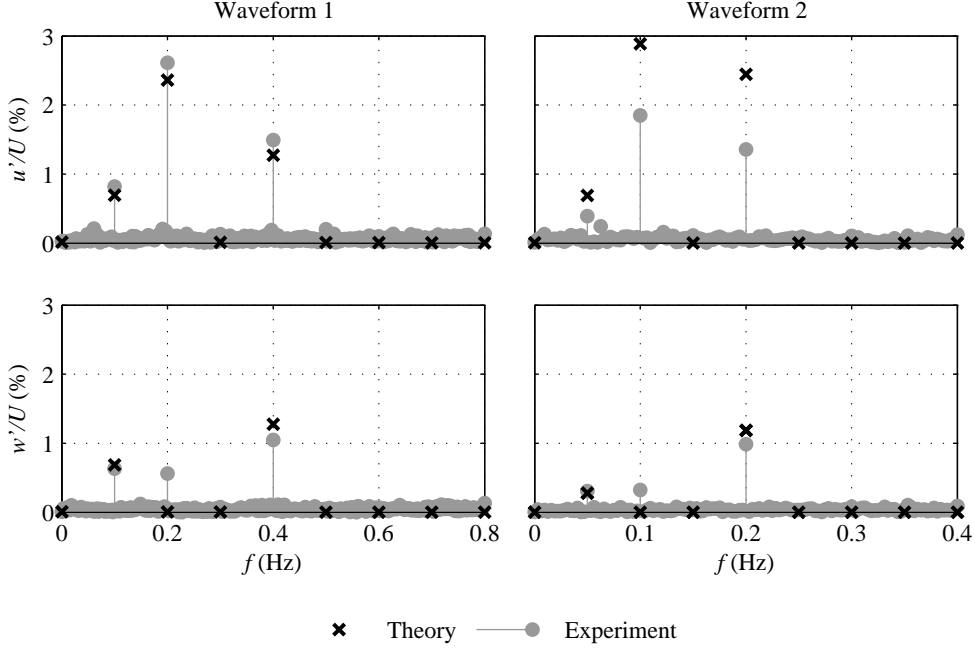 Waveform 1
Waveform 2
u'/U (%)
3
2
1
0
w'/U (%)
3
2
1
0
0 0.2 0.4 0.6 0.8
0 0.1 0.2 0.3 0.4
f (Hz)
f (Hz)
Theory
Experiment